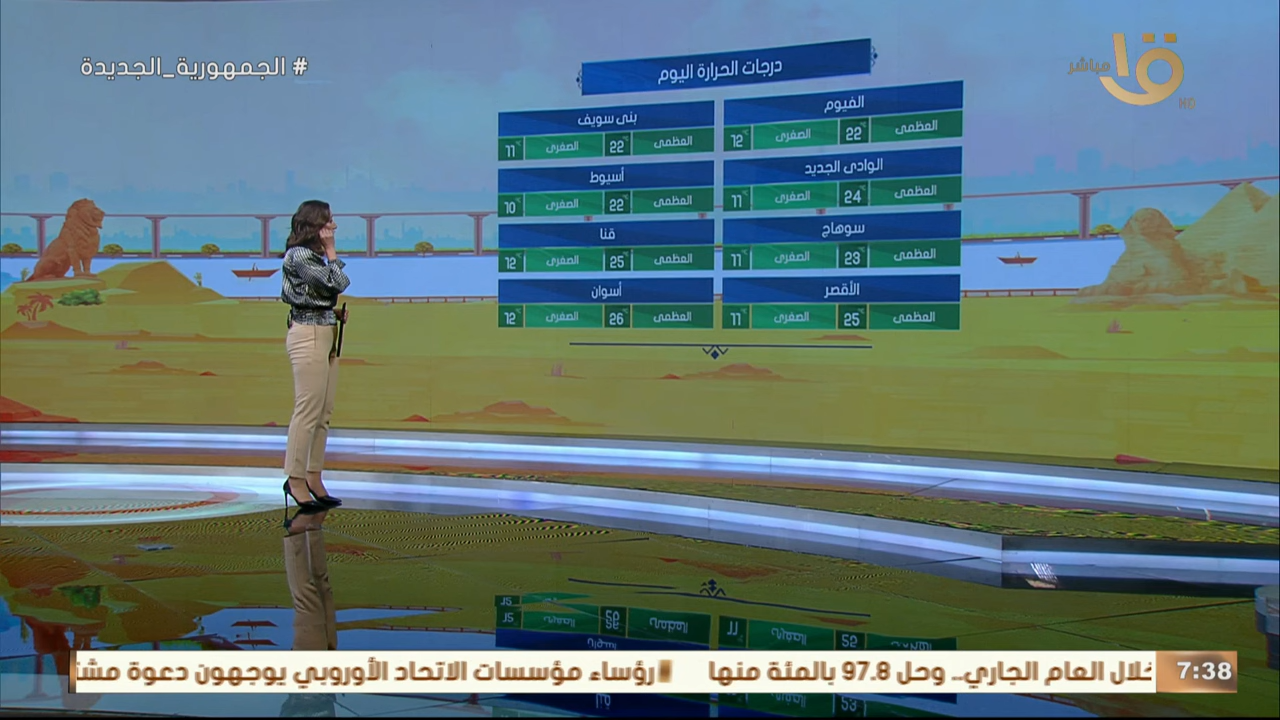 #الجمهورية_الجديدة
مباشر
HD
درجات الحرارة اليوم
الفيوم
العظمى 22 الصغرى 12
بنى سويف
العظمى 22 الصغرى 11
الوادى الجديد
العظمى 24 الصغرى 11
أسيوط
العظمى 22 الصغرى 10
سوهاج
العظمى 23 الصغرى 11
قنا
العظمى 25 الصغرى 12
الأقصر
العظمى 25 الصغرى 11
أسوان
العظمى 26 الصغرى 12
7:38
خلال العام الجاري.. وحل 97.8 بالمئة منها رؤساء مؤسسات الاتحاد الأوروبي يوجهون دعوة